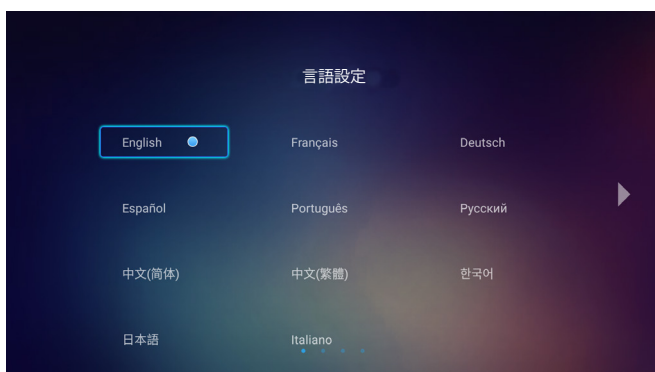 言語設定
English
Français
Deutsch
Español
Português
Русский
中文(简体)
中文(繁體)
한국어
日本語
Italiano